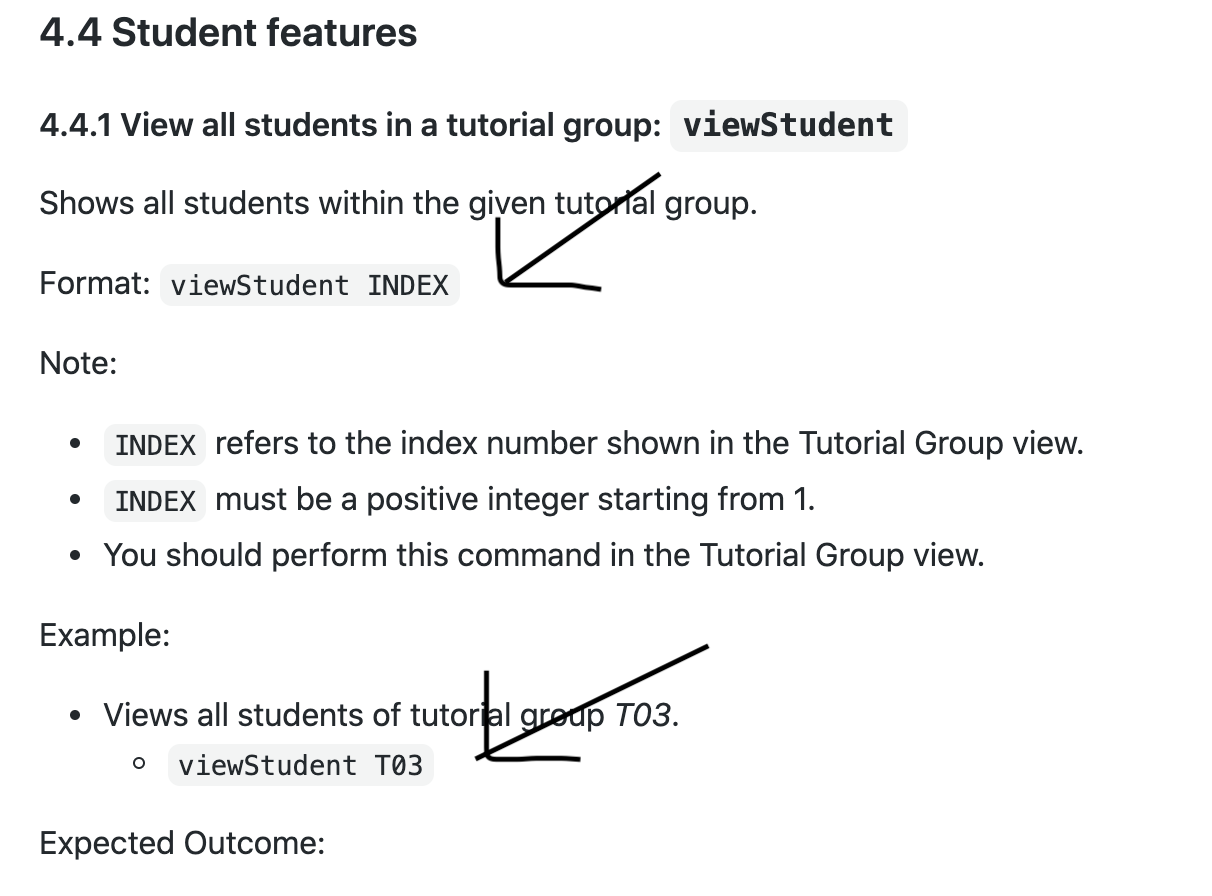 4.4 Student features
4.4.1 View all students in a tutorial group: viewStudent
Shows all students within the given tutorial group.
Format: viewStudent INDEX
Note:
• INDEX refers to the index number shown in the Tutorial Group view.
• INDEX must be a positive integer starting from 1.
• You should perform this command in the Tutorial Group view.
Example:
• Views all students of tutorial group T03.
○ viewStudent T03
Expected Outcome: